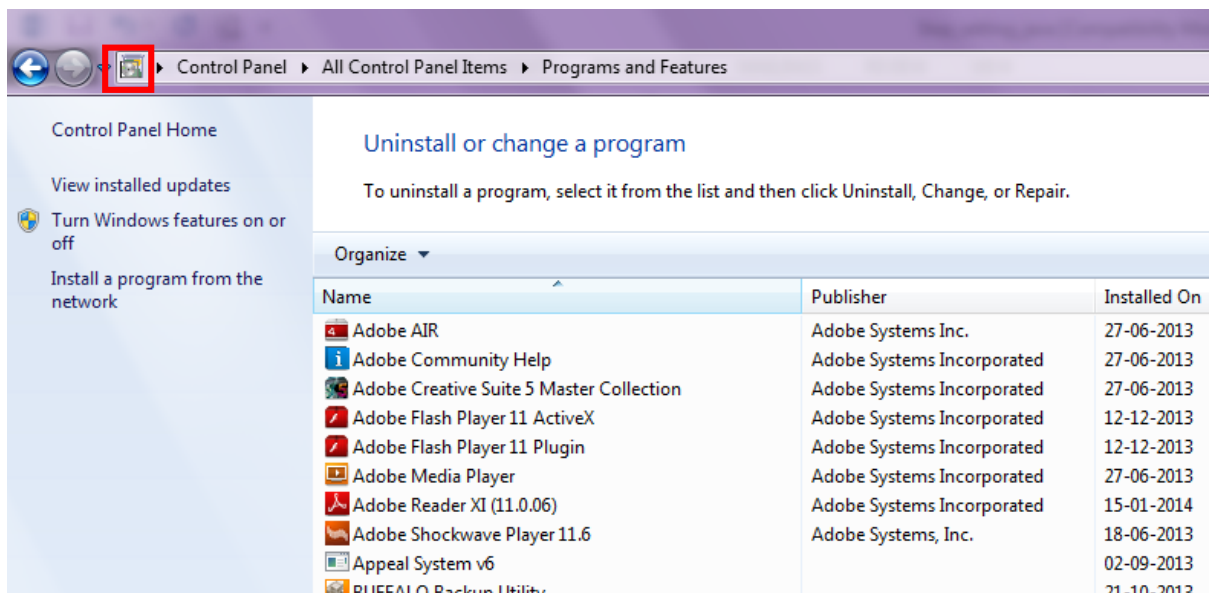 Control Panel ▸ All Control Panel Items ▸ Programs and Features
Control Panel Home
View installed updates
Turn Windows features on or
off
Install a program from the
network
Uninstall or change a program
To uninstall a program, select it from the list and then click Uninstall, Change, or Repair.
Organize
Name Publisher Installed On
Adobe AIR Adobe Systems Inc. 27-06-2013
Adobe Community Help Adobe Systems Incorporated 27-06-2013
Adobe Creative Suite 5 Master Collection Adobe Systems Incorporated 27-06-2013
Adobe Flash Player 11 ActiveX Adobe Systems Incorporated 12-12-2013
Adobe Flash Player 11 Plugin Adobe Systems Incorporated 12-12-2013
Adobe Media Player Adobe Systems Incorporated 27-06-2013
Adobe Reader XI (11.0.06) Adobe Systems Incorporated 15-01-2014
Adobe Shockwave Player 11.6 Adobe Systems, Inc. 18-06-2013
Appeal System v6 02-09-2013
BUFFALO Backup Utility 21-10-2013